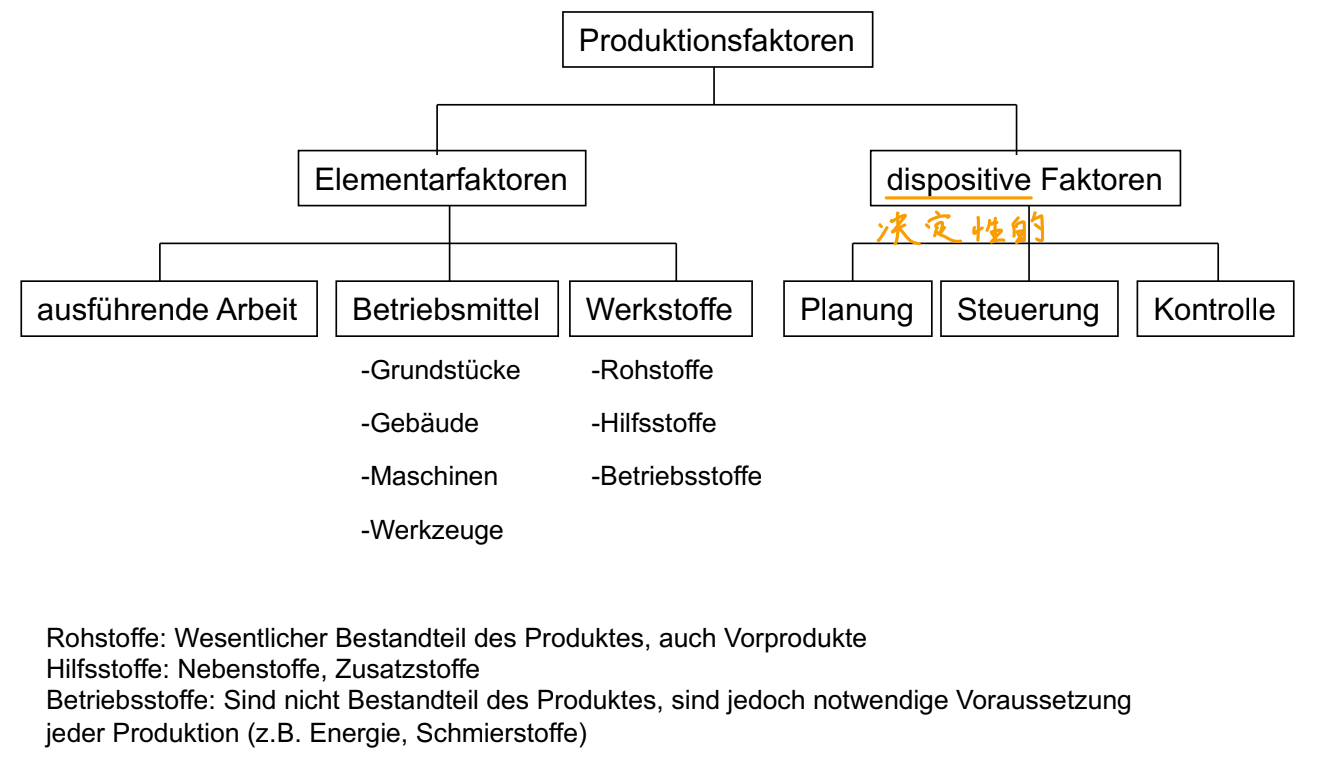 Produktionsfaktoren
Elementarfaktoren
dispositive Faktoren
决定性的
ausführende Arbeit
Betriebsmittel
Werkstoffe
Planung
Steuerung
Kontrolle
-Grundstücke
-Rohstoffe
-Gebäude
-Hilfsstoffe
-Maschinen
-Betriebsstoffe
-Werkzeuge
Rohstoffe: Wesentlicher Bestandteil des Produktes, auch Vorprodukte
Hilfsstoffe: Nebenstoffe, Zusatzstoffe
Betriebsstoffe: Sind nicht Bestandteil des Produktes, sind jedoch notwendige Voraussetzung
jeder Produktion (z.B. Energie, Schmierstoffe)